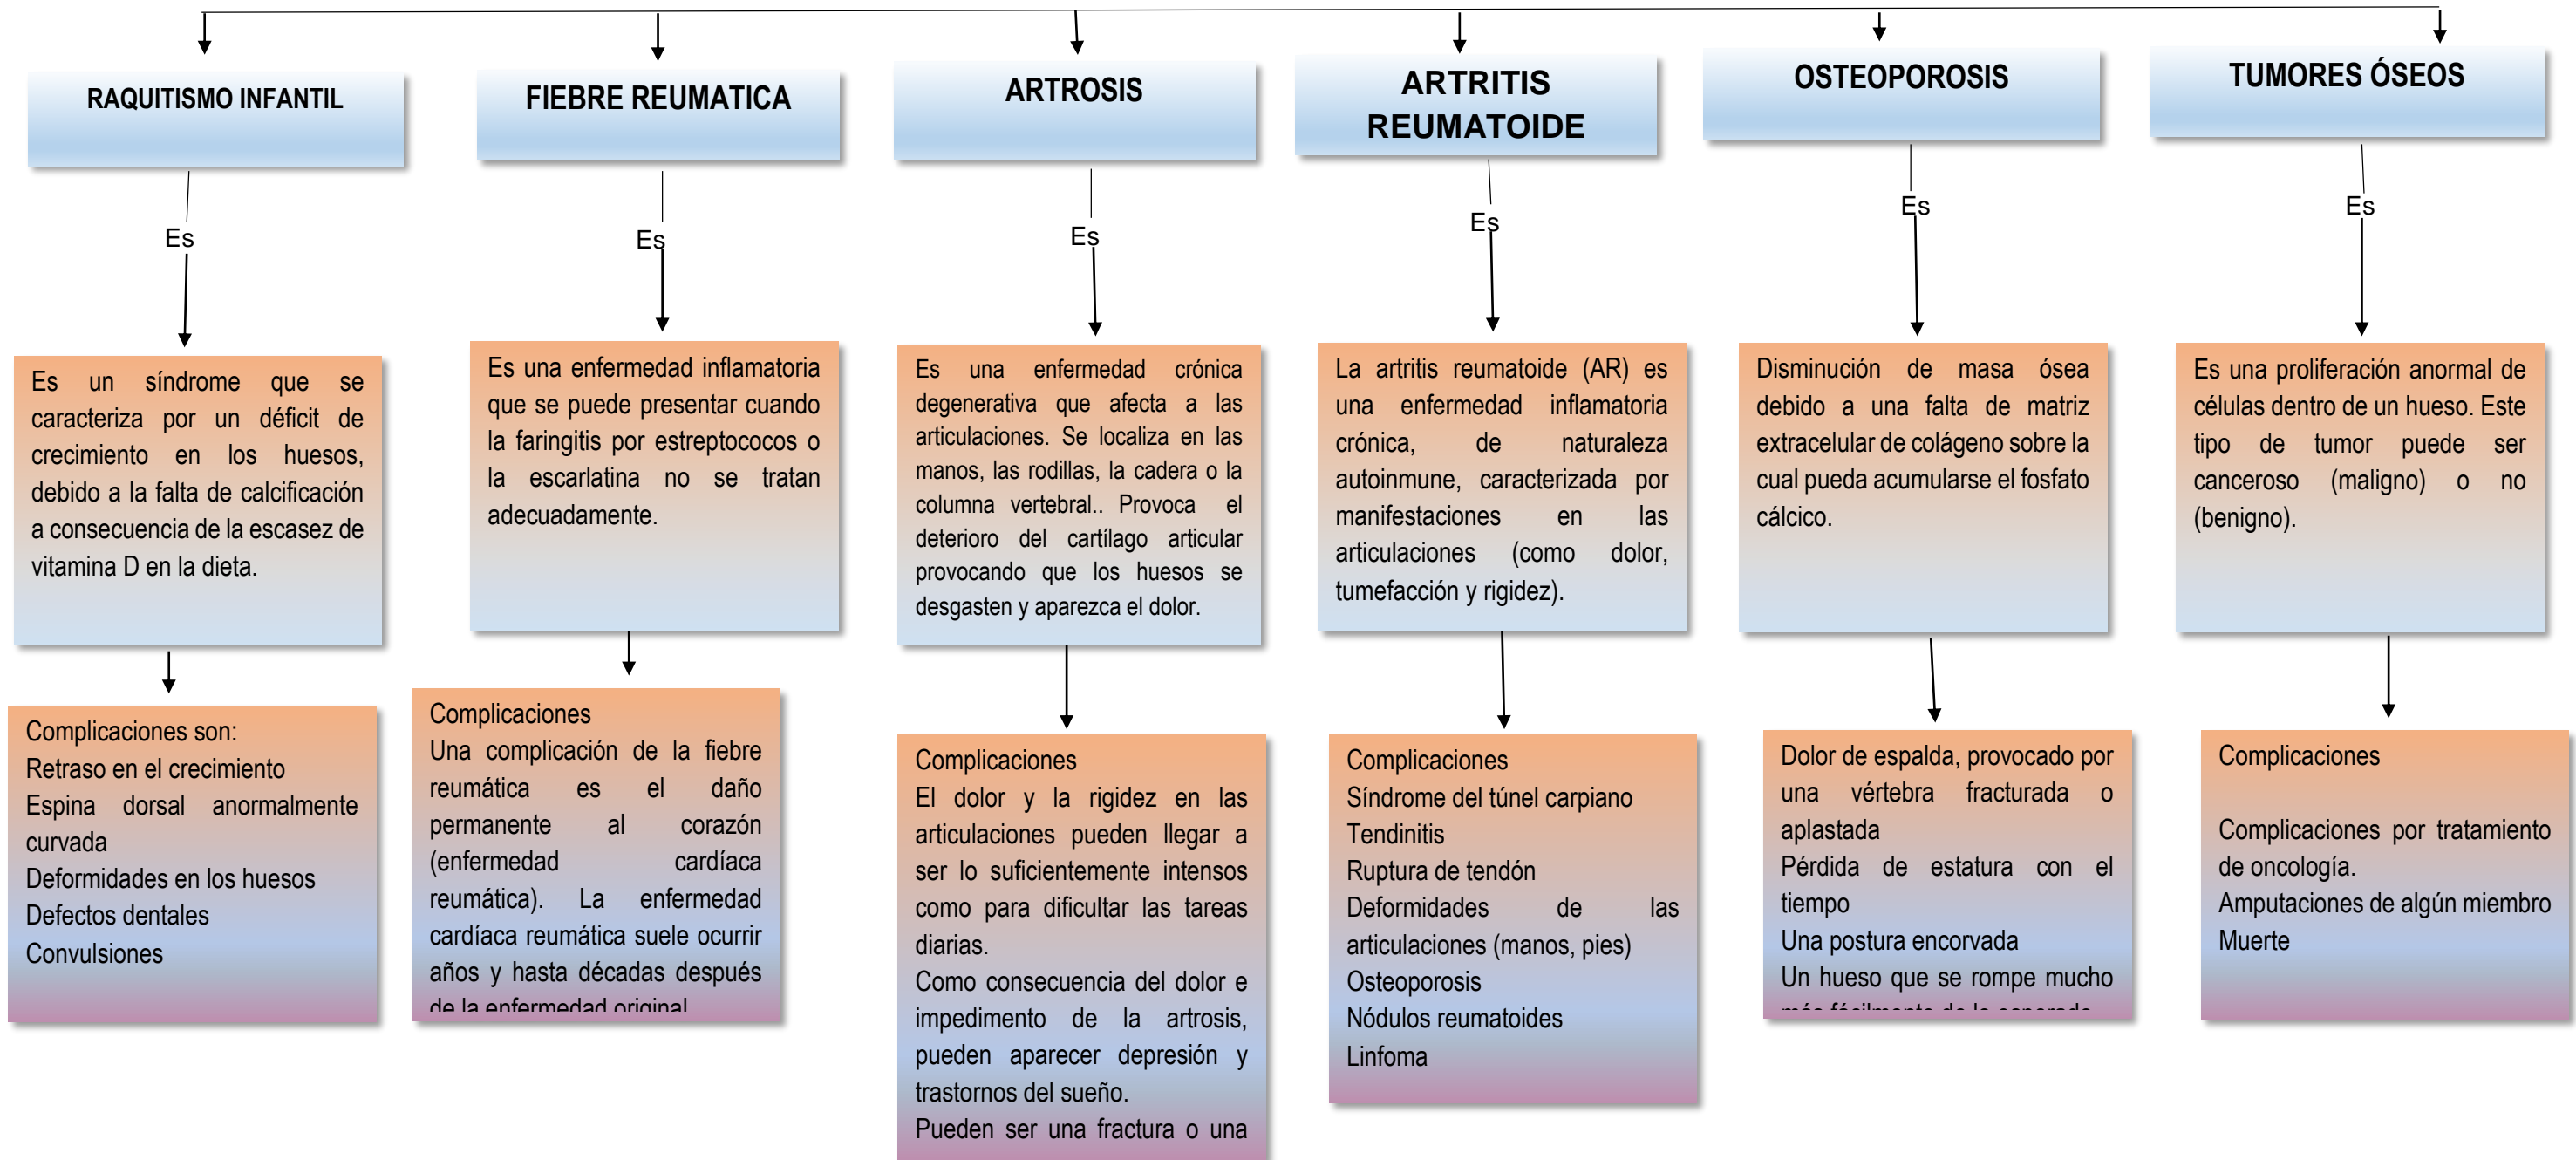 RAQUITISMO INFANTIL
FIEBRE REUMATICA
ARTROSIS
ARTRITIS
REUMATOIDE
OSTEOPOROSIS
TUMORES ÓSEOS
Es
Es
Es
Es
Es
Es
Es un síndrome que se
caracteriza por un déficit de
crecimiento en los huesos,
debido a la falta de calcificación
a consecuencia de la escasez de
vitamina D en la dieta.
Es una enfermedad inflamatoria
que se puede presentar cuando
la faringitis por estreptococos o
la escarlatina no se tratan
adecuadamente.
Es una enfermedad crónica
degenerativa que afecta a las
articulaciones. Se localiza en las
manos, las rodillas, la cadera o la
columna vertebral.. Provoca el
deterioro del cartílago articular
provocando que los huesos se
desgasten y aparezca el dolor.
La artritis reumatoide (AR) es
una enfermedad inflamatoria
crónica, de naturaleza
autoinmune, caracterizada por
manifestaciones en las
articulaciones (como dolor,
tumefacción y rigidez).
Disminución de masa ósea
debido a una falta de matriz
extracelular de colágeno sobre la
cual pueda acumularse el fosfato
cálcico.
Es una proliferación anormal de
células dentro de un hueso. Este
tipo de tumor puede ser
canceroso (maligno) o no
(benigno).
Complicaciones son:
Retraso en el crecimiento
Espina dorsal anormalmente
curvada
Deformidades en los huesos
Defectos dentales
Convulsiones
Complicaciones
Una complicación de la fiebre
reumática es el daño
permanente al corazón
(enfermedad cardíaca
reumática). La enfermedad
cardíaca reumática suele ocurrir
años y hasta décadas después
de la enfermedad original
Complicaciones
El dolor y la rigidez en las
articulaciones pueden llegar a
ser lo suficientemente intensos
como para dificultar las tareas
diarias.
Como consecuencia del dolor e
impedimento de la artrosis,
pueden aparecer depresión y
trastornos del sueño.
Pueden ser una fractura o una
Complicaciones
Síndrome del túnel carpiano
Tendinitis
Ruptura de tendón
Deformidades de las
articulaciones (manos, pies)
Osteoporosis
Nódulos reumatoides
Linfoma
Dolor de espalda, provocado por
una vértebra fracturada o
aplastada
Pérdida de estatura con el
tiempo
Una postura encorvada
Un hueso que se rompe mucho
más fácilmente de lo esperado
Complicaciones
Complicaciones por tratamiento
de oncología.
Amputaciones de algún miembro
Muerte